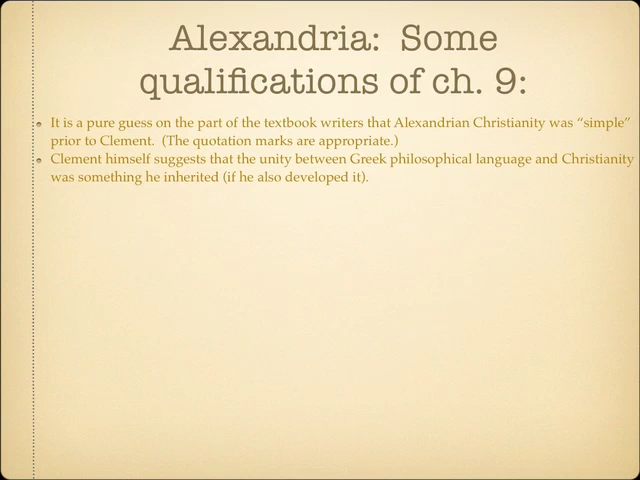 Alexandria:  Some
qualifications of ch. 9:
It is a pure guess on the part of the textbook writers that Alexandrian Christianity was “simple”
prior to Clement.  (The quotation marks are appropriate.)
Clement himself suggests that the unity between Greek philosophical language and Christianity
was something he inherited (if he also developed it).